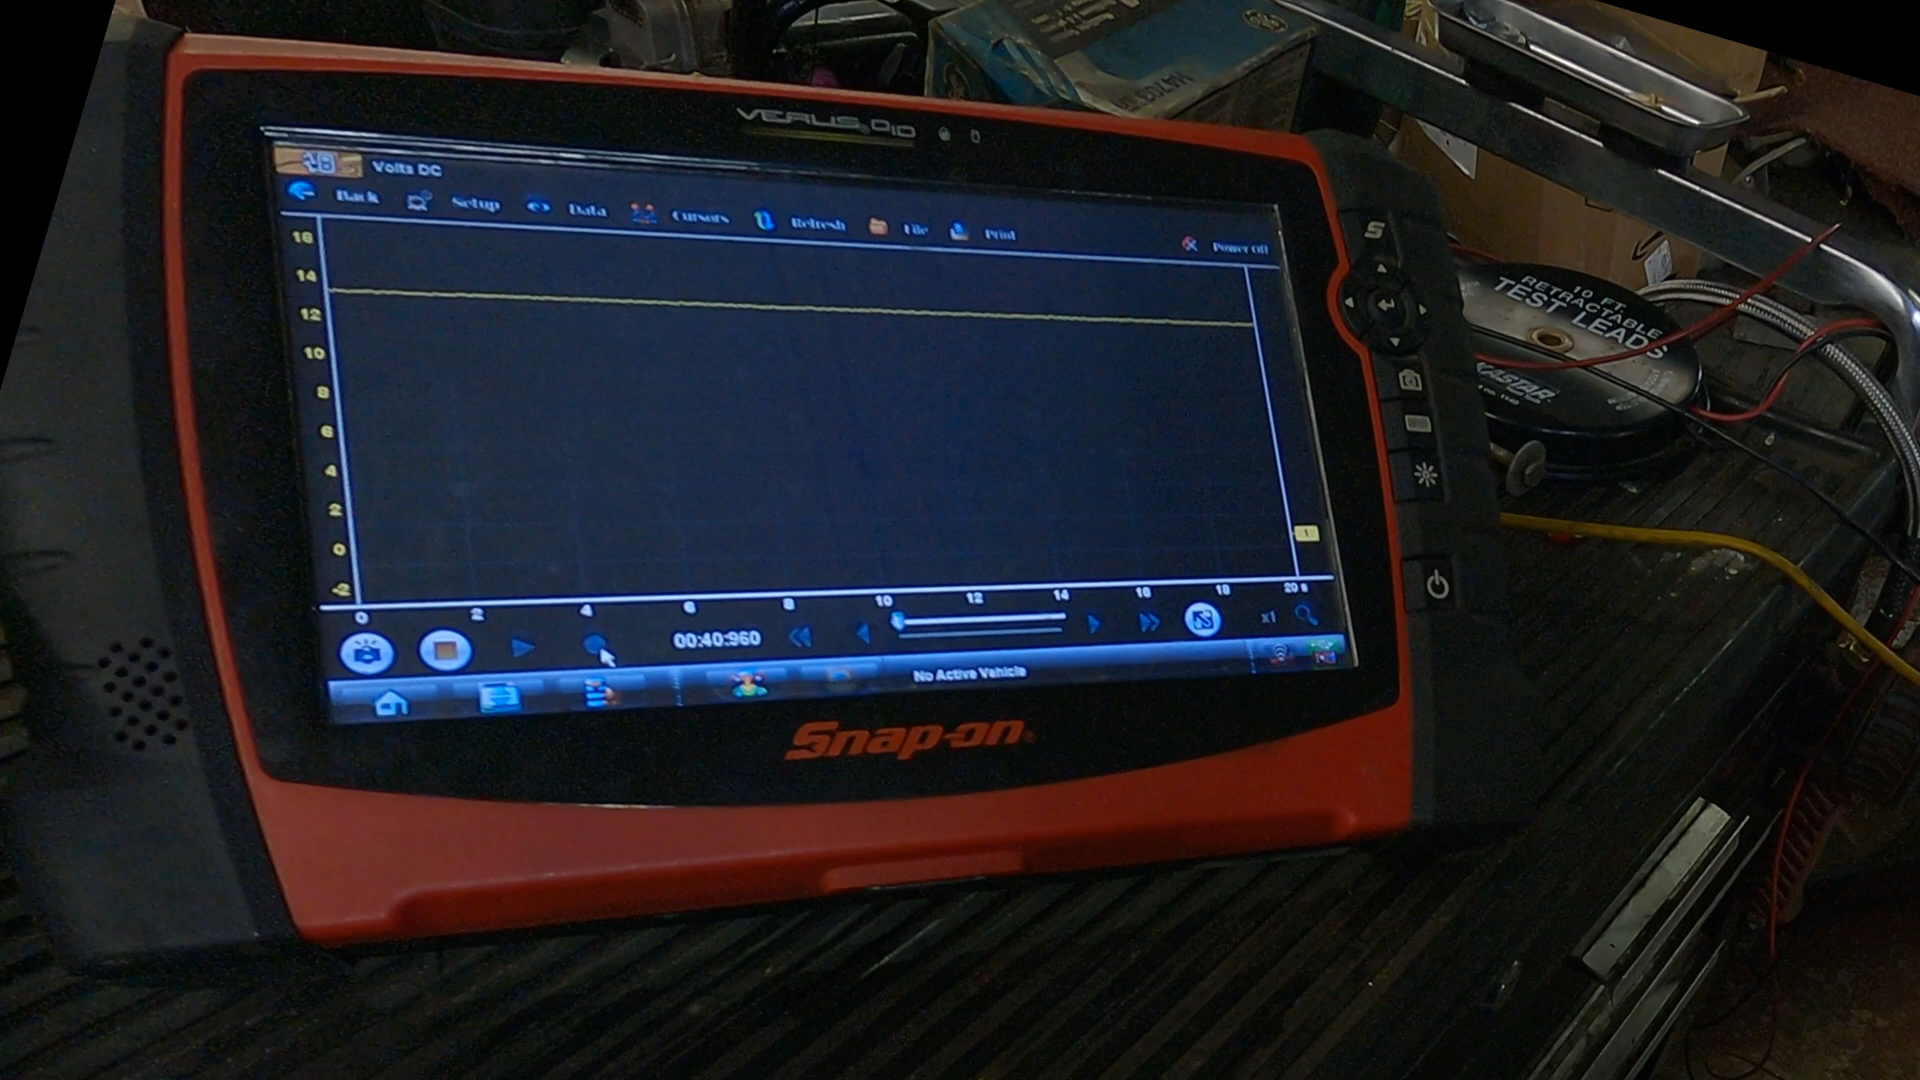 VERUS. D10
Volts DC
Back Setup Data Cursors Refresh File Print Power Off
16
14
12
10
8
6
4
2
0
-2
1
0 2 4 6 8 10 12 14 16 18 20 s
00:40:960
x1
No Active Vehicle
Snap-on
S
10 FT.
RETRACTABLE
TEST LEADS